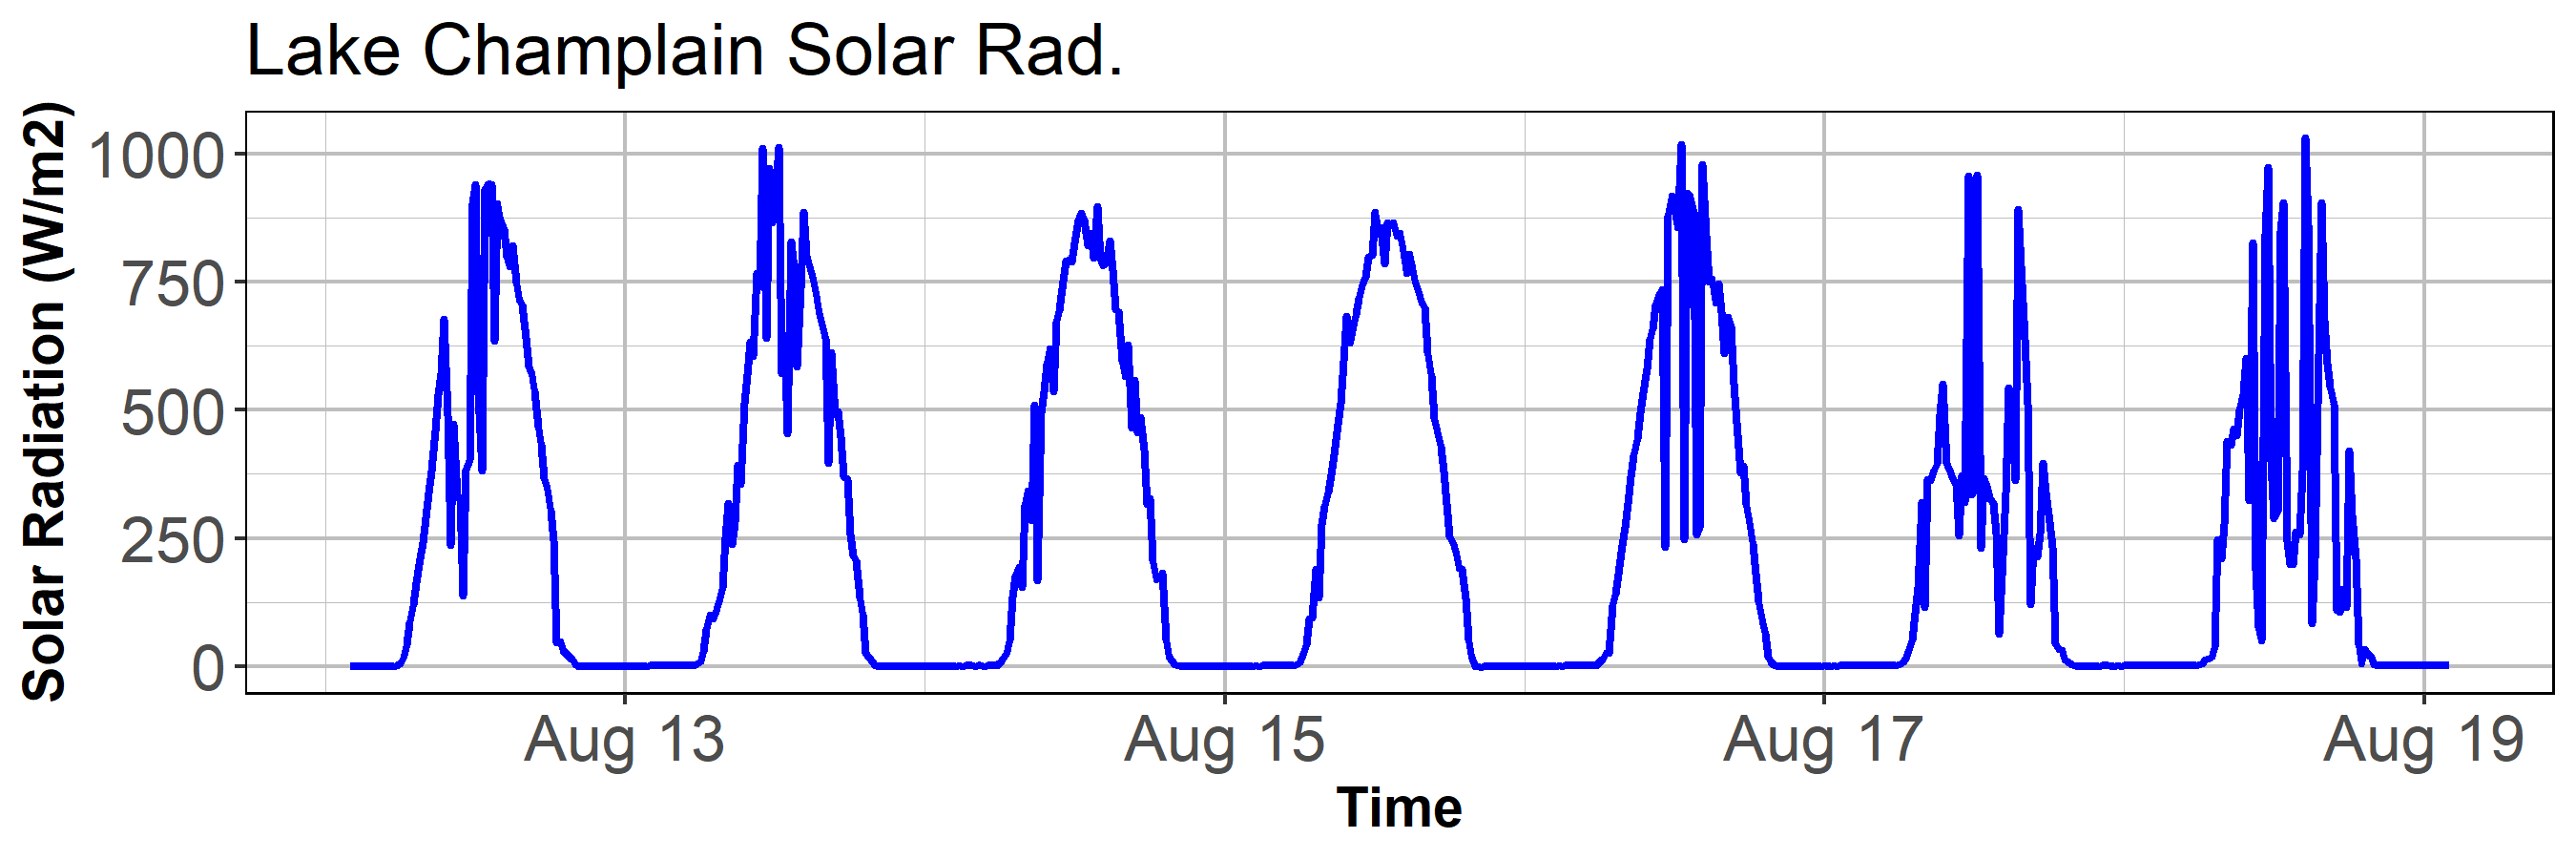 Lake Champlain Solar Rad.
Solar Radiation (W/m2)
1000
750
500
250
0
Aug 13
Aug 15
Aug 17
Aug 19
Time